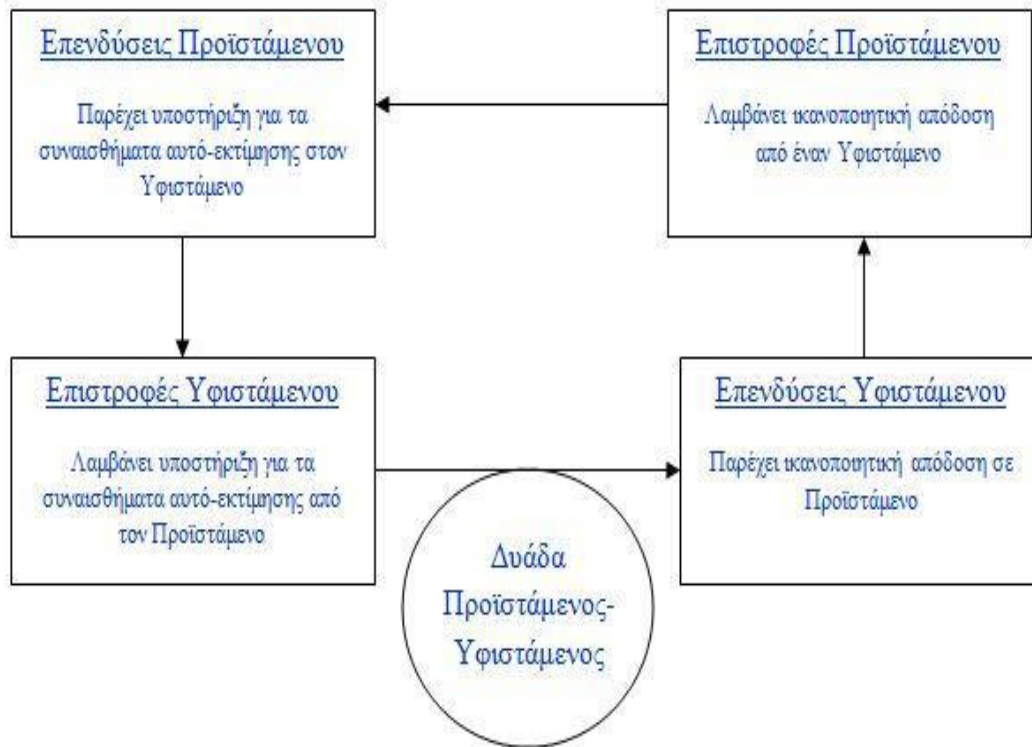 Επενδύσεις Προϊστάμενου
Παρέχει υποστήριξη για τα
συναισθήματα αυτό-εκτίμησης στον
Υφιστάμενο
Επιστροφές Προϊστάμενου
Λαμβάνει ικανοποιητική απόδοση
από έναν Υφιστάμενο
Επιστροφές Υφιστάμενου
Λαμβάνει υποστήριξη για τα
συναισθήματα αυτό-εκτίμησης από
τον Προϊστάμενο
Επενδύσεις Υφιστάμενου
Παρέχει ικανοποιητική απόδοση σε
Προϊστάμενο
Δυάδα
Προϊστάμενος-
Υφιστάμενος